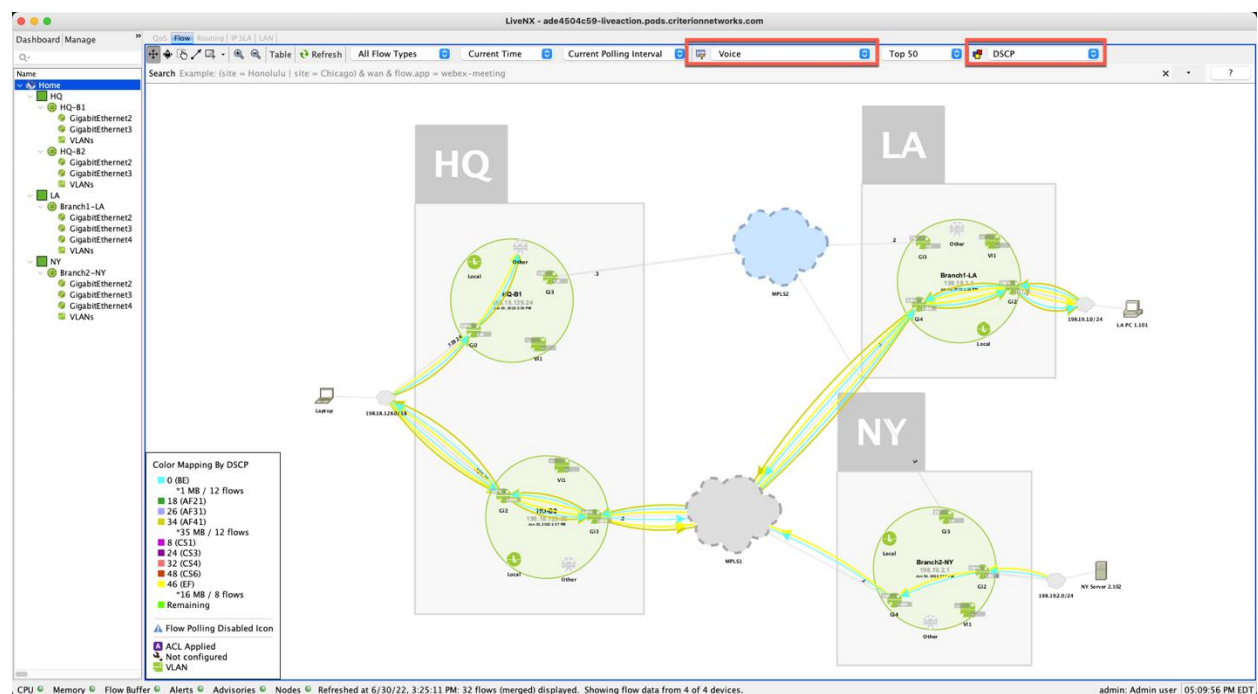 LiveNX - ade4504c59-liveaction.pods.criterionnetworks.com
Dashboard Manage »
QoS Flow Routing IP SLA LAN
Table Refresh All Flow Types Current Time Current Polling Interval Voice Top 50 DSCP
Search Example: (site = Honolulu | site = Chicago) & wan & flow.app = webex-meeting x ?
Name
Home
HQ
HQ-B1
GigabitEthernet2
GigabitEthernet3
VLANs
HQ-B2
GigabitEthernet2
GigabitEthernet3
VLANs
LA
Branch1-LA
GigabitEthernet2
GigabitEthernet3
GigabitEthernet4
VLANs
NY
Branch2-NY
GigabitEthernet2
GigabitEthernet3
GigabitEthernet4
VLANs
HQ
Other
Local
Gi3
HQ-B1
Gi2
Vl1
Laptop
Vl1
Gi2
HQ-B2
Gi3
Local
Other
MPLS2
MPLS1
LA
Gi3
Other
Vl1
Branch1-LA
Gi2
Gi4
Local
198.19.1.0/24
LA PC 1.101
NY
Gi3
Local
Branch2-NY
198.19.2.1
Gi2
Gi4
Vl1
Other
198.19.2.0/24
NY Server 2.102
Color Mapping By DSCP
0 (BE)
*1 MB / 12 flows
18 (AF21)
26 (AF31)
34 (AF41)
*35 MB / 12 flows
8 (CS1)
24 (CS3)
32 (CS4)
48 (CS6)
46 (EF)
*16 MB / 8 flows
Remaining
Flow Polling Disabled Icon
A ACL Applied
Not configured
VLAN
CPU Memory Flow Buffer Alerts Advisories Nodes Refreshed at 6/30/22, 3:25:11 PM: 32 flows (merged) displayed. Showing flow data from 4 of 4 devices. admin: Admin user 05:09:56 PM EDT